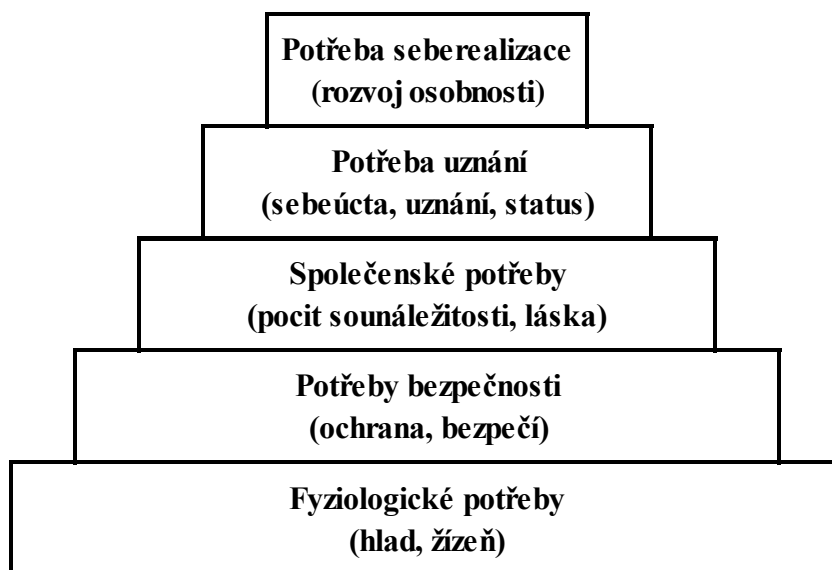 Potřeba seberealizace
(rozvoj osobnosti)
Potřeba uznání
(sebeúcta, uznání, status)
Společenské potřeby
(pocit sounáležitosti, láska)
Potřeby bezpečnosti
(ochrana, bezpečí)
Fyziologické potřeby
(hlad, žízeň)